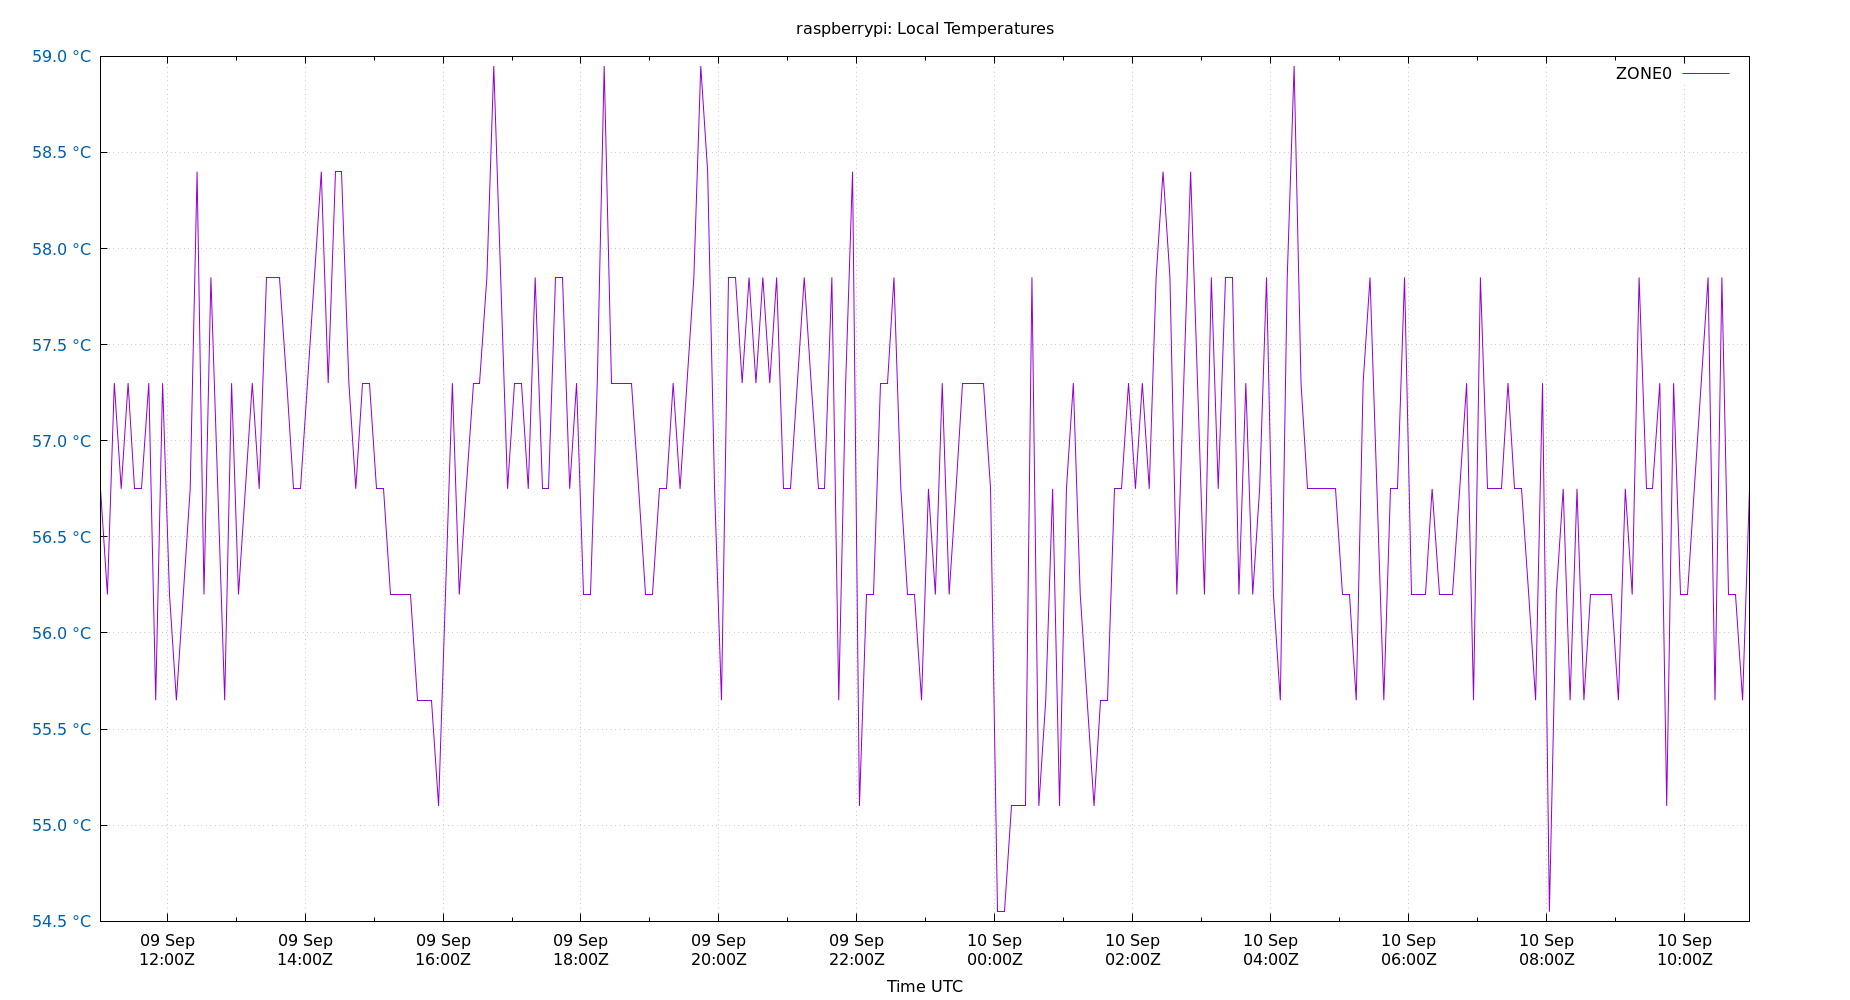 raspberrypi: Local Temperatures
59.0 °C
58.5 °C
58.0 °C
57.5 °C
57.0 °C
56.5 °C
56.0 °C
55.5 °C
55.0 °C
54.5 °C
ZONE0
09 Sep 09 Sep 09 Sep 09 Sep 09 Sep 09 Sep 10 Sep 10 Sep 10 Sep 10 Sep 10 Sep 10 Sep
12:00Z 14:00Z 16:00Z 18:00Z 20:00Z 22:00Z 00:00Z 02:00Z 04:00Z 06:00Z 08:00Z 10:00Z
Time UTC